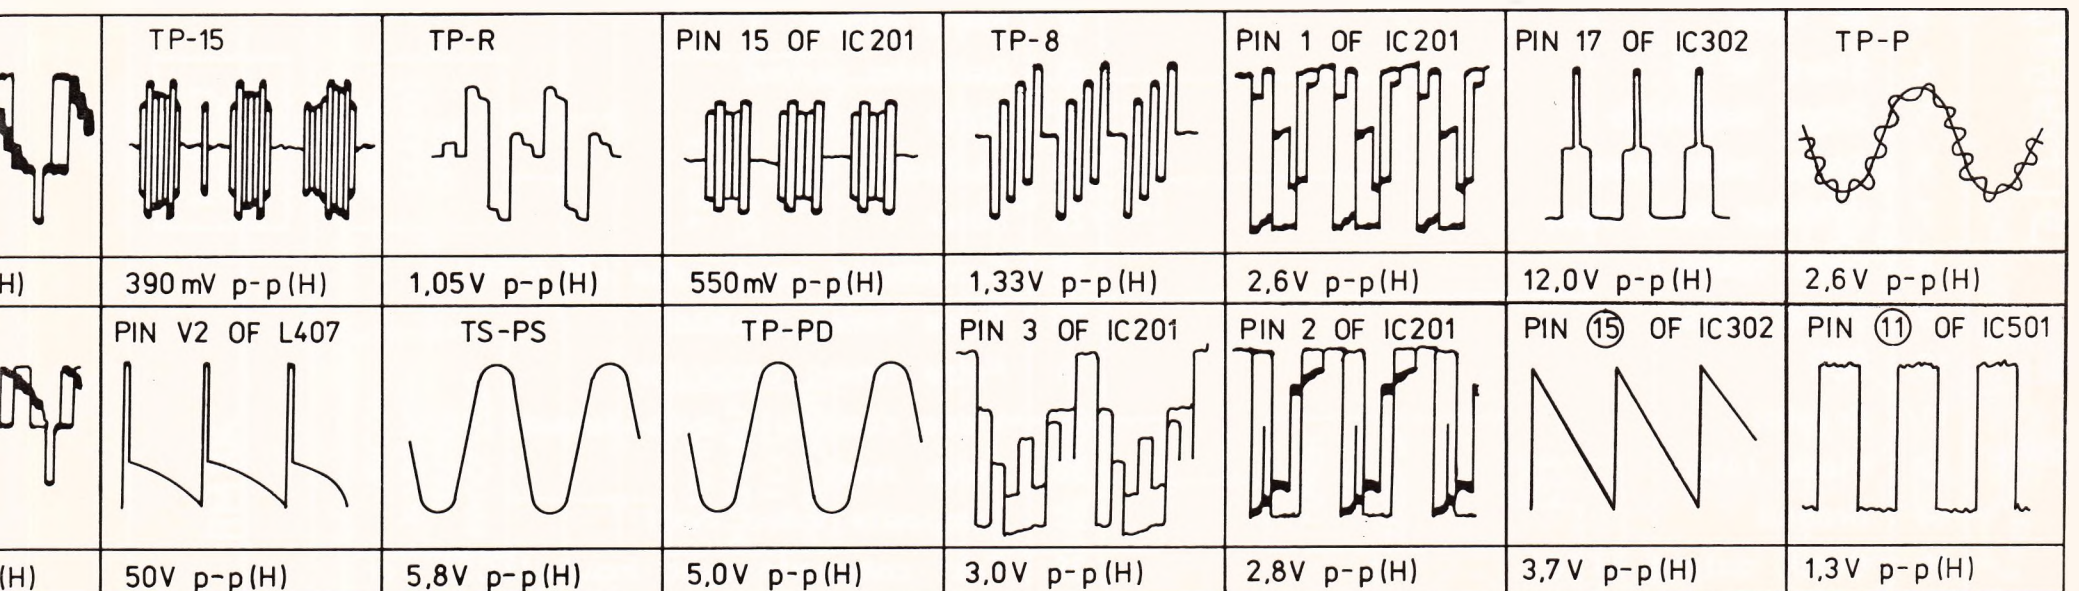 TP-15 TP-R PIN 15 OF IC201 TP-8 PIN 1 OF IC201 PIN 17 OF IC302 TP-P
H) 390mV p-p(H) 1,05V p-p(H) 550mV p-p(H) 1,33V p-p(H) 2,6V p-p(H) 12,0V p-p(H) 2,6V p-p(H)
PIN V2 OF L407 TS-PS TP-PD PIN 3 OF IC201 PIN 2 OF IC201 PIN 15 OF IC302 PIN 11 OF IC501
(H) 50V p-p(H) 5,8V p-p(H) 5,0V p-p(H) 3,0V p-p(H) 2,8V p-p(H) 3,7V p-p(H) 1,3V p-p(H)